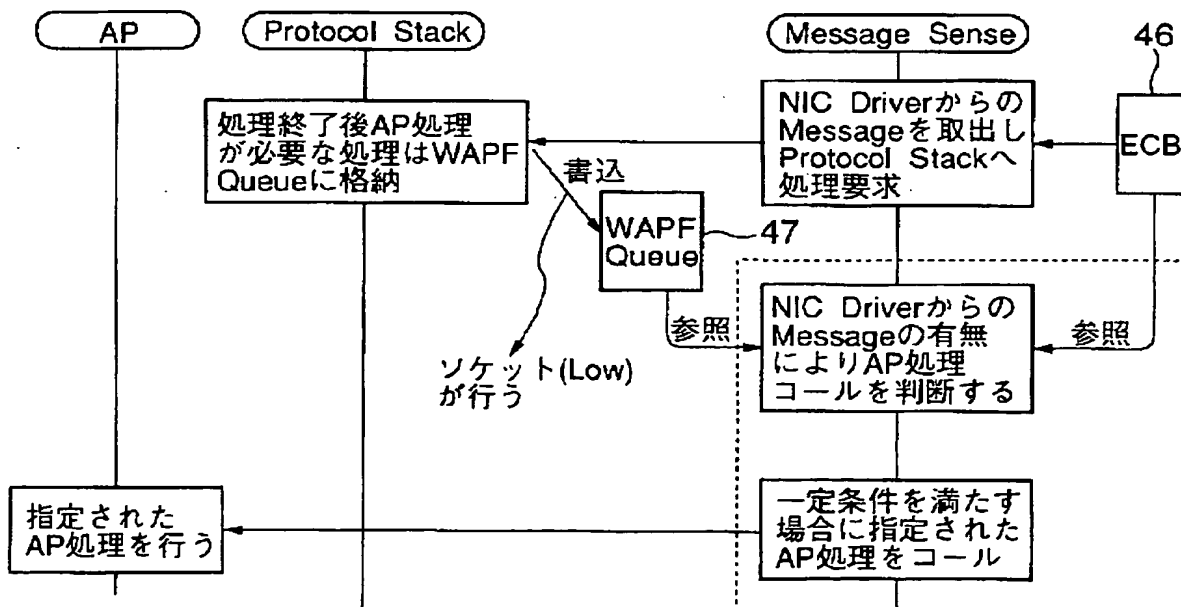 AP
Protocol Stack
Message Sense
46
処理終了後AP処理
が必要な処理はWAPF
Queueに格納
NIC Driverからの
Messageを取出し
Protocol Stackへ
処理要求
ECB
書込
WAPF
Queue
47
参照
NIC Driverからの
Messageの有無
によりAP処理
コールを判断する
参照
ソケット(Low)
が行う
指定された
AP処理を行う
一定条件を満たす
場合に指定された
AP処理をコール